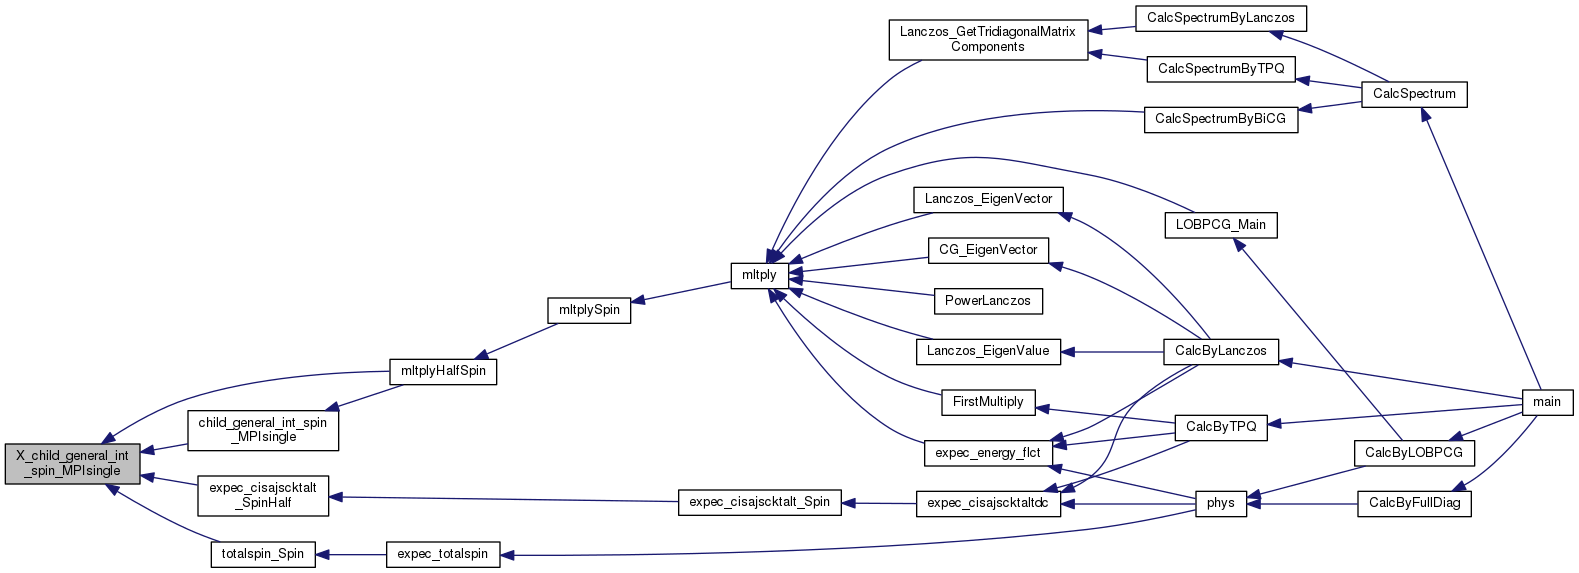 X_child_general_int
_spin_MPIsingle
mltplyHalfSpin
child_general_int_spin
_MPIsingle
expec_cisajscktalt
_SpinHalf
totalspin_Spin
mltplySpin
expec_totalspin
mltply
expec_cisajscktalt_Spin
Lanczos_GetTridiagonalMatrix
Components
Lanczos_EigenVector
CG_EigenVector
PowerLanczos
Lanczos_EigenValue
FirstMultiply
expec_energy_flct
expec_cisajscktaltdc
CalcSpectrumByLanczos
CalcSpectrumByTPQ
CalcSpectrumByBiCG
LOBPCG_Main
CalcByLanczos
CalcByTPQ
phys
CalcSpectrum
CalcByLOBPCG
CalcByFullDiag
main